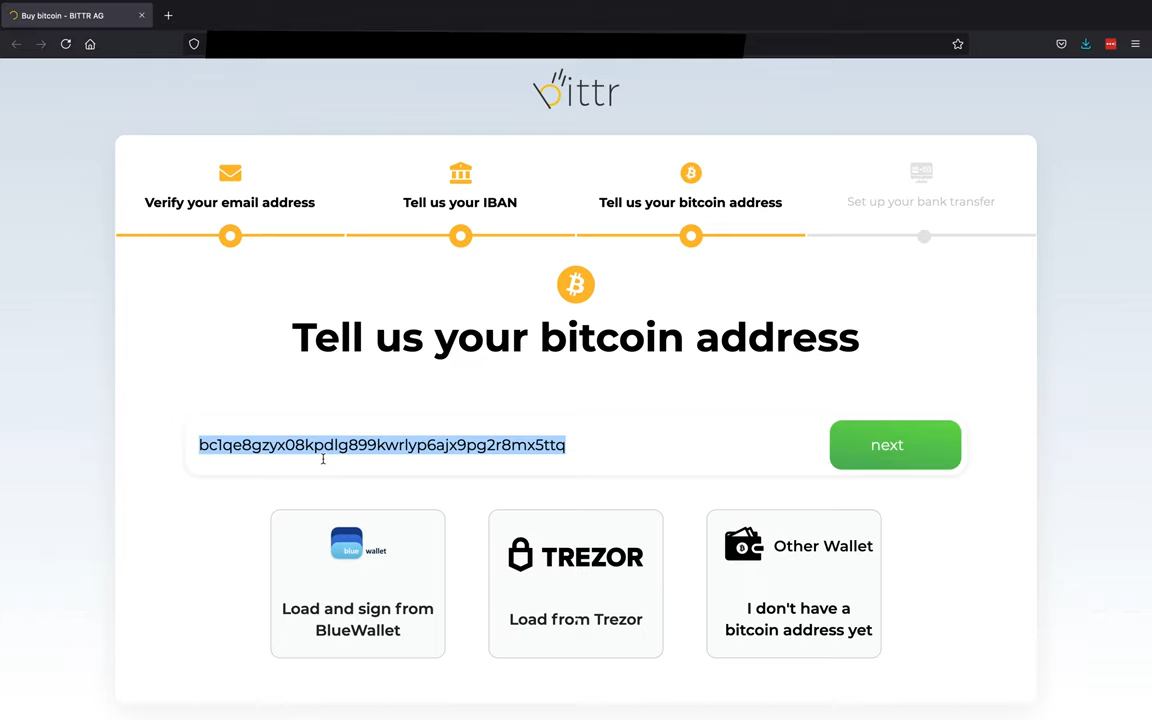 Buy bitcoin - BITTR AG
bittr
Verify your email address
Tell us your IBAN
Tell us your bitcoin address
Set up your bank transfer
Tell us your bitcoin address
bc1qe8gzyx08kpdlg899kwrlyp6ajx9pg2r8mx5ttq
next
blue wallet
Load and sign from
BlueWallet
TREZOR
Load from Trezor
Other Wallet
I don't have a
bitcoin address yet